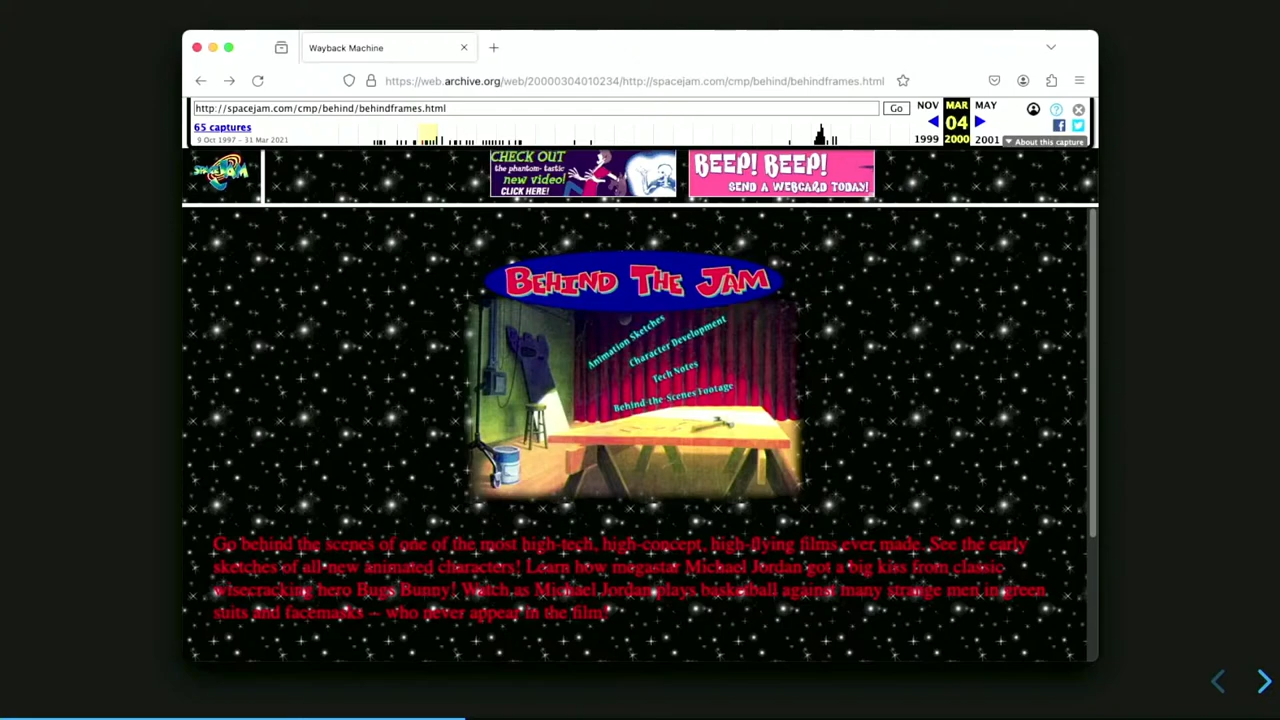 Wayback Machine
https://web.archive.org/web/20000304010234/http://spacejam.com/cmp/behind/behindframes.html
http://spacejam.com/cmp/behind/behindframes.html
Go
NOV
MAR
MAY
65 captures
04
9 Oct 1997 – 31 Mar 2021
1999
2000
2001
About this capture
SPACE JAM
CHECK OUT
the phantom-tastic
new video!
CLICK HERE!
BEEP! BEEP!
SEND A WEBCARD TODAY!
BEHIND THE JAM
Animation Sketches
Character Development
Tech Notes
Behind-the-Scenes Footage
Go behind the scenes of one of the most high-tech, high-concept, high-flying films ever made. See the early
sketches of all-new animated characters! Learn how megastar Michael Jordan got a big kiss from classic
wisecracking hero Bugs Bunny! Watch as Michael Jordan plays basketball against many strange men in green
suits and facemasks -- who never appear in the film!